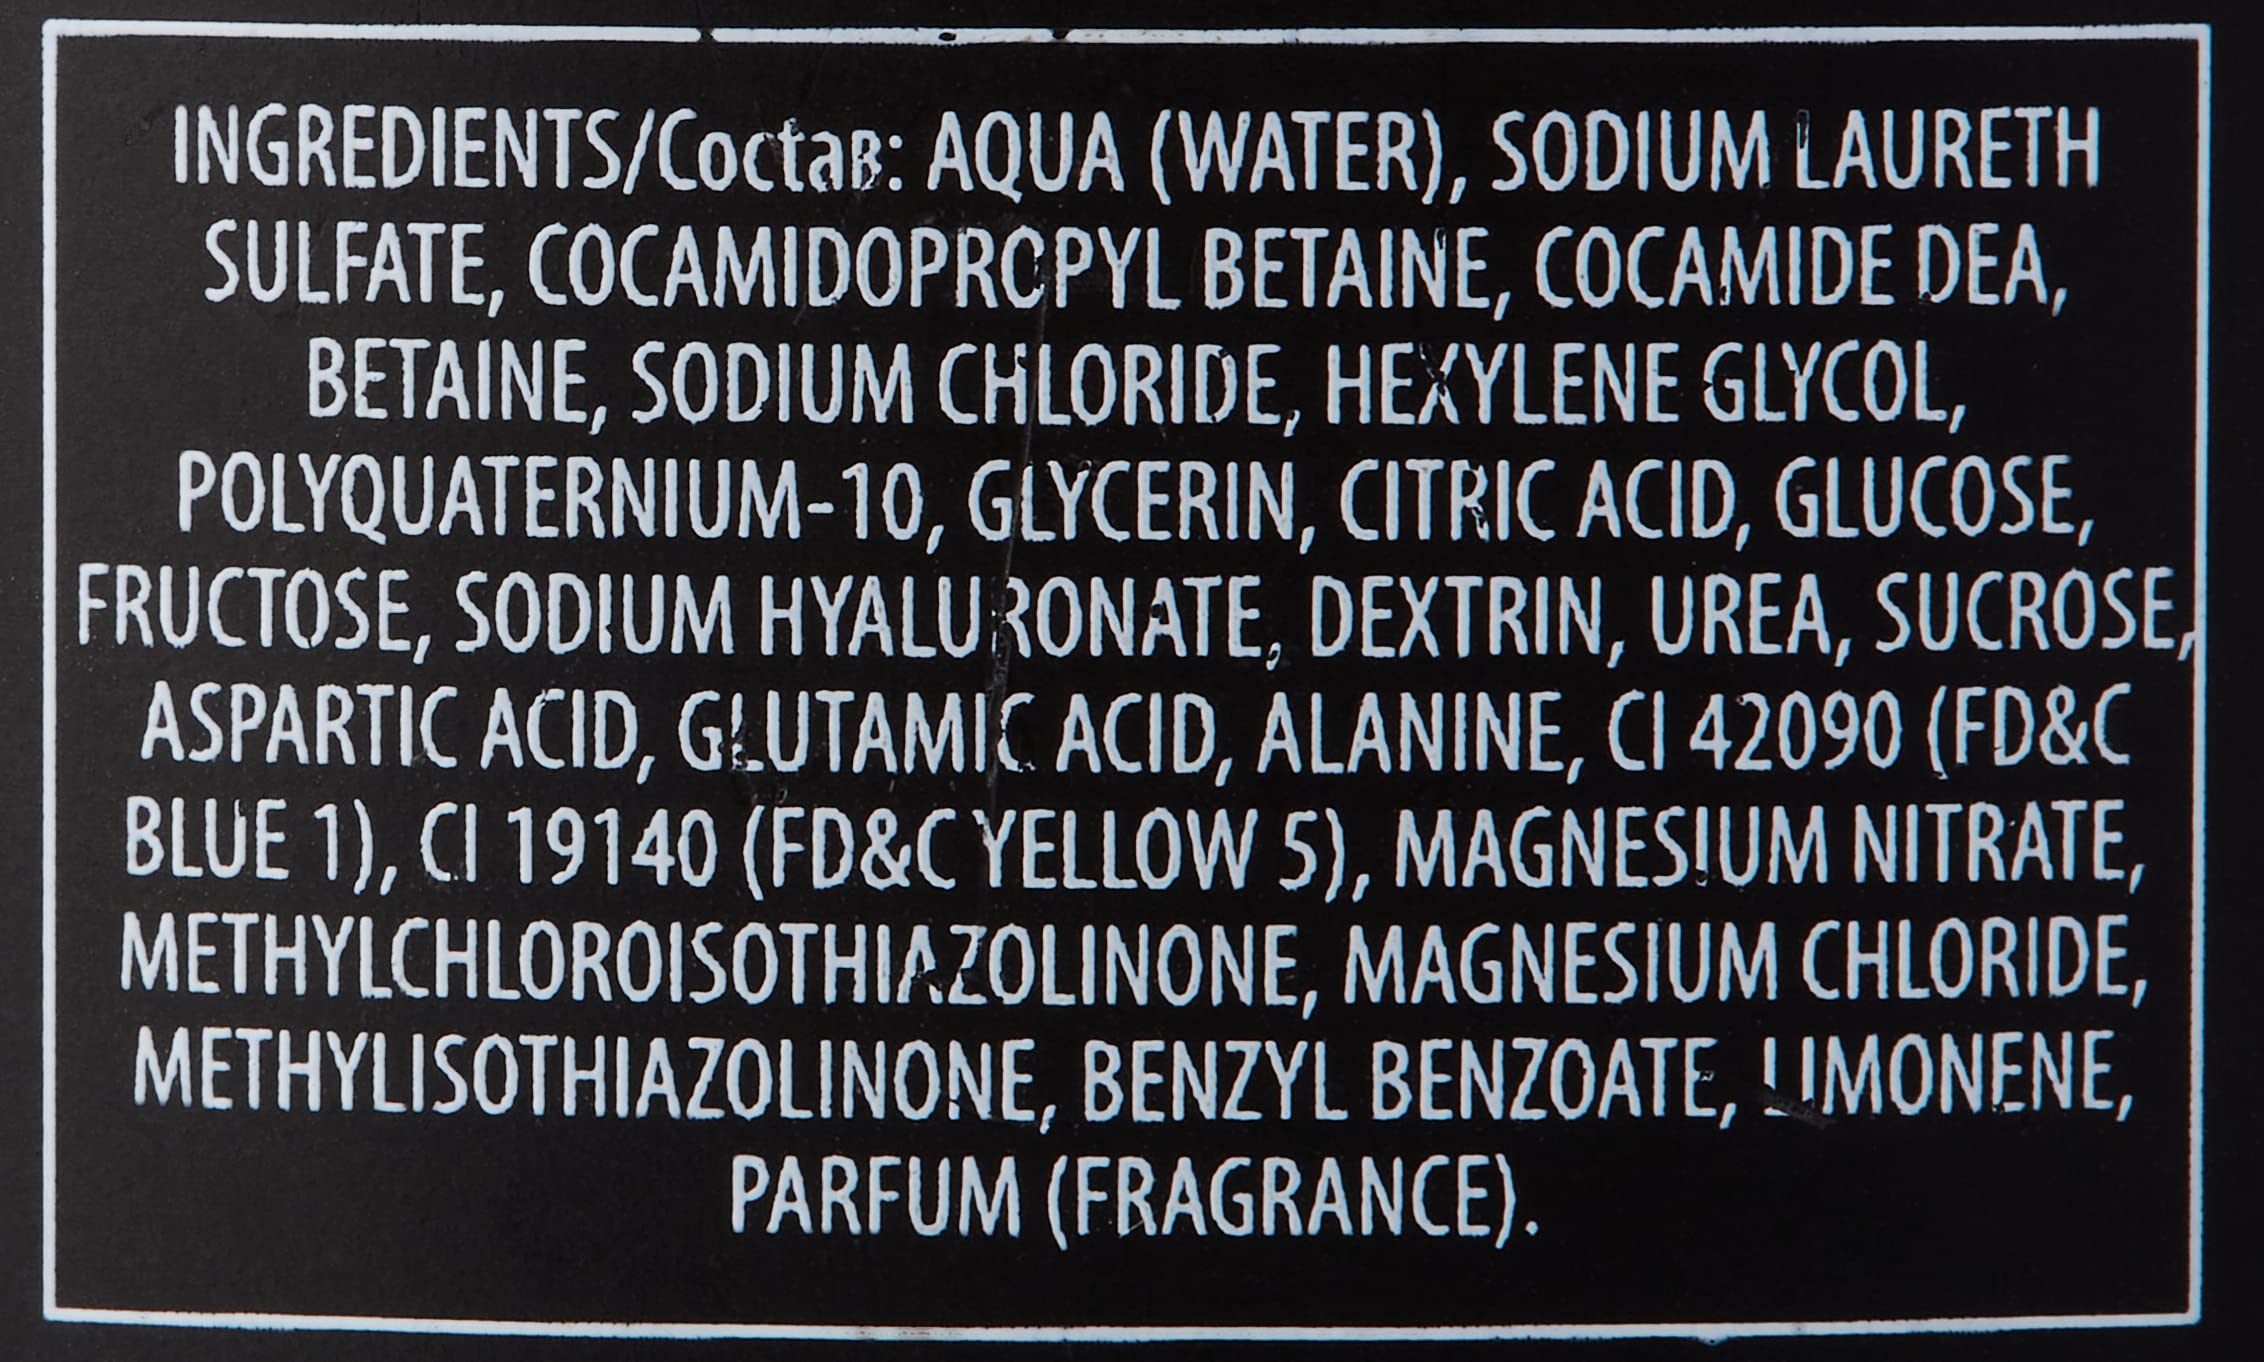 INGREDIENTS/Состав: AQUA (WATER), SODIUM LAURETH
SULFATE, COCAMIDOPROPYL BETAINE, COCAMIDE DEA,
BETAINE, SODIUM CHLORIDE, HEXYLENE GLYCOL,
POLYQUATERNIUM-10, GLYCERIN, CITRIC ACID, GLUCOSE,
FRUCTOSE, SODIUM HYALURONATE, DEXTRIN, UREA, SUCROSE,
ASPARTIC ACID, GLUTAMIC ACID, ALANINE, CI 42090 (FD&C
BLUE 1), CI 19140 (FD&C YELLOW 5), MAGNESIUM NITRATE,
METHYLCHLOROISOTHIAZOLINONE, MAGNESIUM CHLORIDE,
METHYLISOTHIAZOLINONE, BENZYL BENZOATE, LIMONENE,
PARFUM (FRAGRANCE).